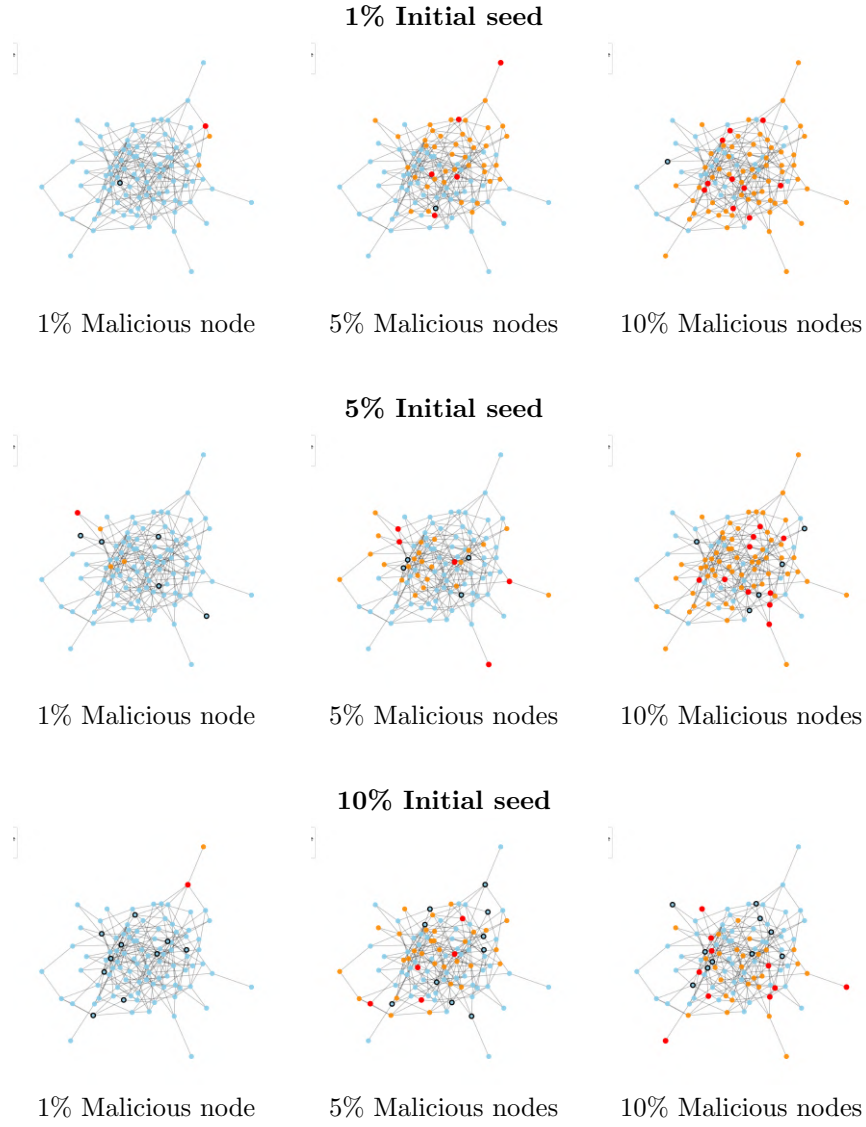 1% Initial seed
1% Malicious node
5% Malicious nodes
10% Malicious nodes
5% Initial seed
1% Malicious node
5% Malicious nodes
10% Malicious nodes
10% Initial seed
1% Malicious node
5% Malicious nodes
10% Malicious nodes